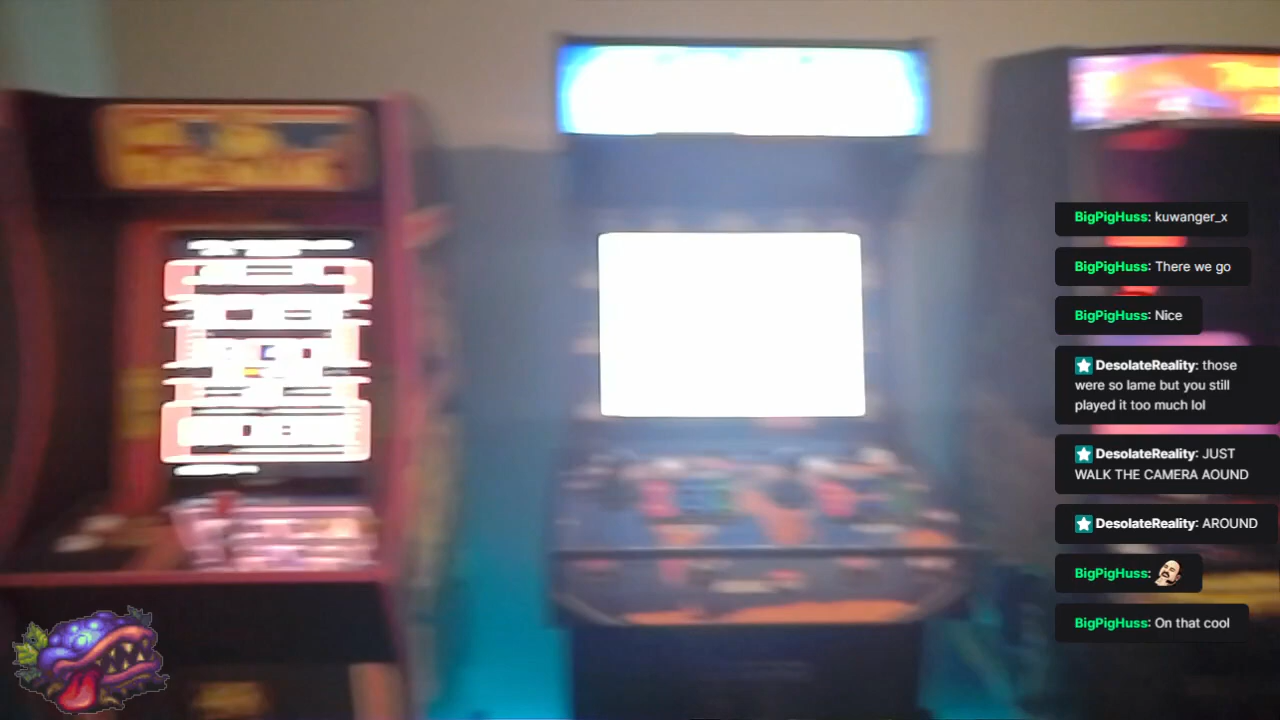 BigPigHuss: kuwanger_x
BigPigHuss: There we go
BigPigHuss: Nice
DesolateReality: those
were so lame but you still
played it too much lol
DesolateReality: JUST
WALK THE CAMERA AOUND
DesolateReality: AROUND
BigPigHuss:
BigPigHuss: On that cool